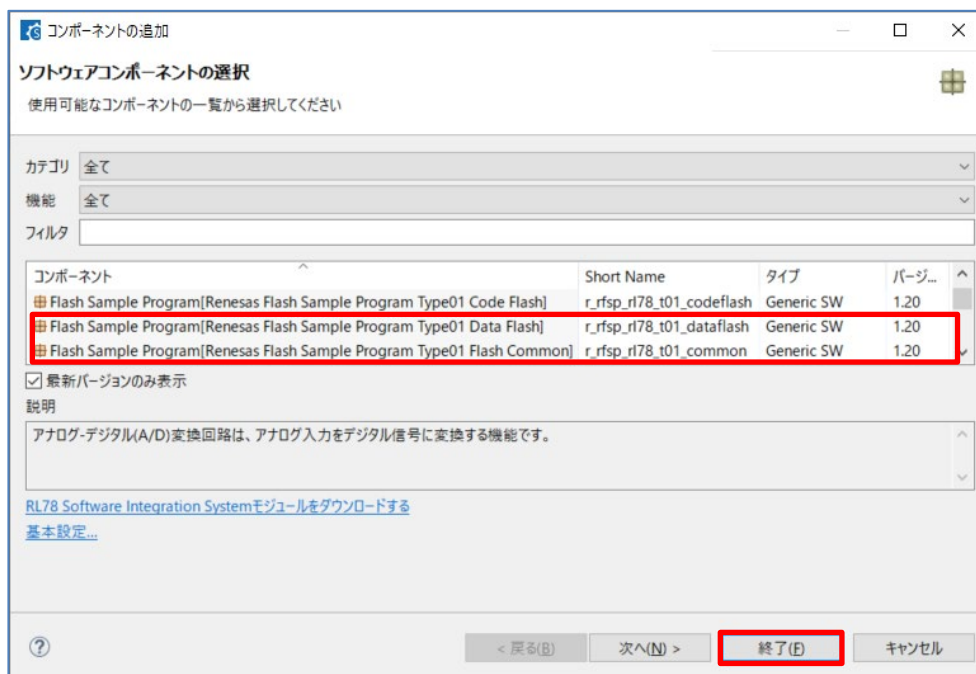 コンポーネントの追加
ソフトウェアコンポーネントの選択
使用可能なコンポーネントの一覧から選択してください
カテゴリ 全て
機能 全て
フィルタ
コンポーネント Short Name タイプ バージ...
Flash Sample Program[Renesas Flash Sample Program Type01 Code Flash] r_rfsp_rl78_t01_codeflash Generic SW 1.20
Flash Sample Program[Renesas Flash Sample Program Type01 Data Flash] r_rfsp_rl78_t01_dataflash Generic SW 1.20
Flash Sample Program[Renesas Flash Sample Program Type01 Flash Common] r_rfsp_rl78_t01_common Generic SW 1.20
最新バージョンのみ表示
説明
アナログ-デジタル(A/D)変換回路は、アナログ入力をデジタル信号に変換する機能です。
RL78 Software Integration Systemモジュールをダウンロードする
基本設定...
< 戻る(B) 次へ(N) > 終了(F) キャンセル